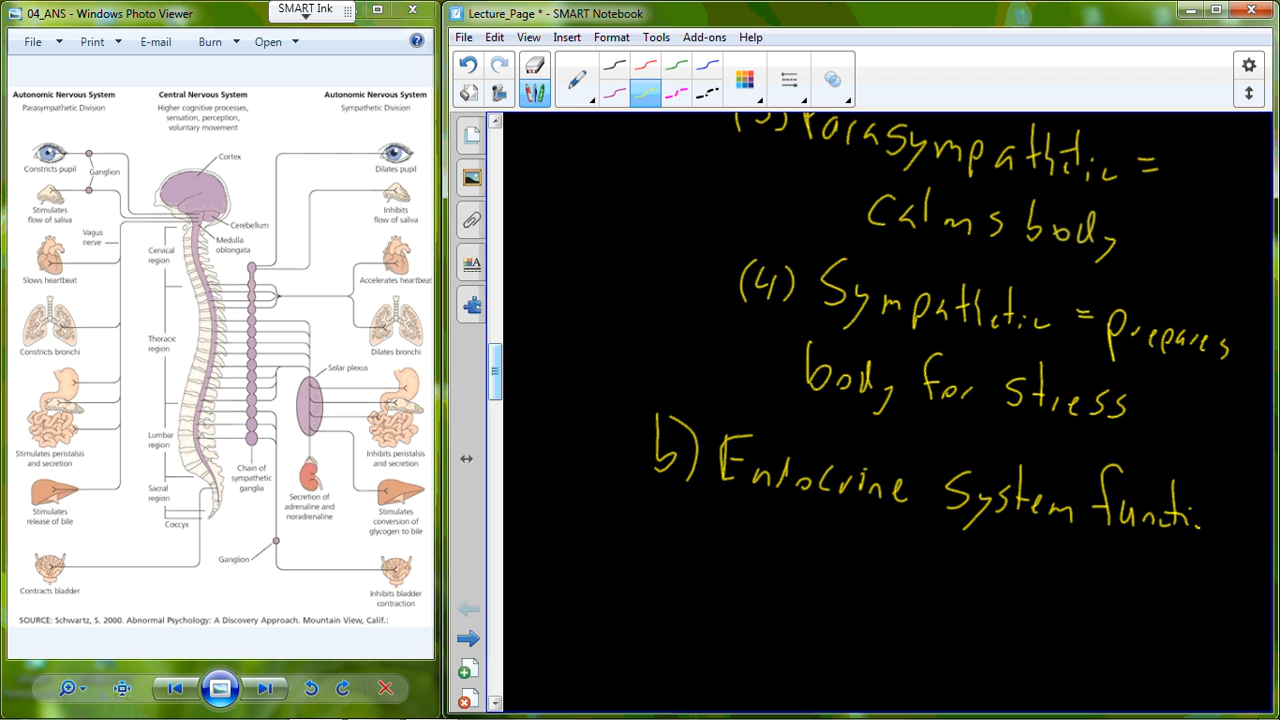 04_ANS - Windows Photo Viewer
SMART Ink
File Print E-mail Burn Open
Autonomic Nervous System
Parasympathetic Division
Central Nervous System
Higher cognitive processes,
sensation, perception,
voluntary movement
Autonomic Nervous System
Sympathetic Division
Constricts pupil
Ganglion
Stimulates
flow of saliva
Vagus
nerve
Slows heartbeat
Constricts bronchi
Stimulates peristalsis
and secretion
Stimulates
release of bile
Contracts bladder
Cortex
Cerebellum
Medulla
oblongata
Cervical
region
Thoracic
region
Lumbar
region
Sacral
region
Coccyx
Chain of
sympathetic
ganglia
Ganglion
Solar plexus
Secretion of
adrenaline and
noradrenaline
Dilates pupil
Inhibits
flow of saliva
Accelerates heartbeat
Dilates bronchi
Inhibits peristalsis
and secretion
Stimulates
conversion of
glycogen to bile
Inhibits bladder
contraction
SOURCE: Schwartz, S. 2000. Abnormal Psychology: A Discovery Approach. Mountain View, Calif.:
Lecture_Page * - SMART Notebook
File Edit View Insert Format Tools Add-ons Help
(3) Parasympathetic =
calms body
(4) Sympathetic = prepares
body for stress
b) Endocrine System functi